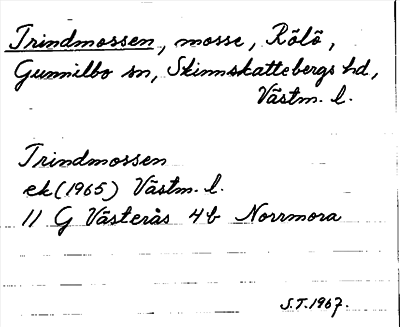 Trindmossen, mosse, Rölö,
Gunnilbo sn, Skinnskattebergs hd,
Västm. l.
Trindmossen
ek (1965) Västm. l.
11 G Västerås 4b Norrmora
S.T. 1967.